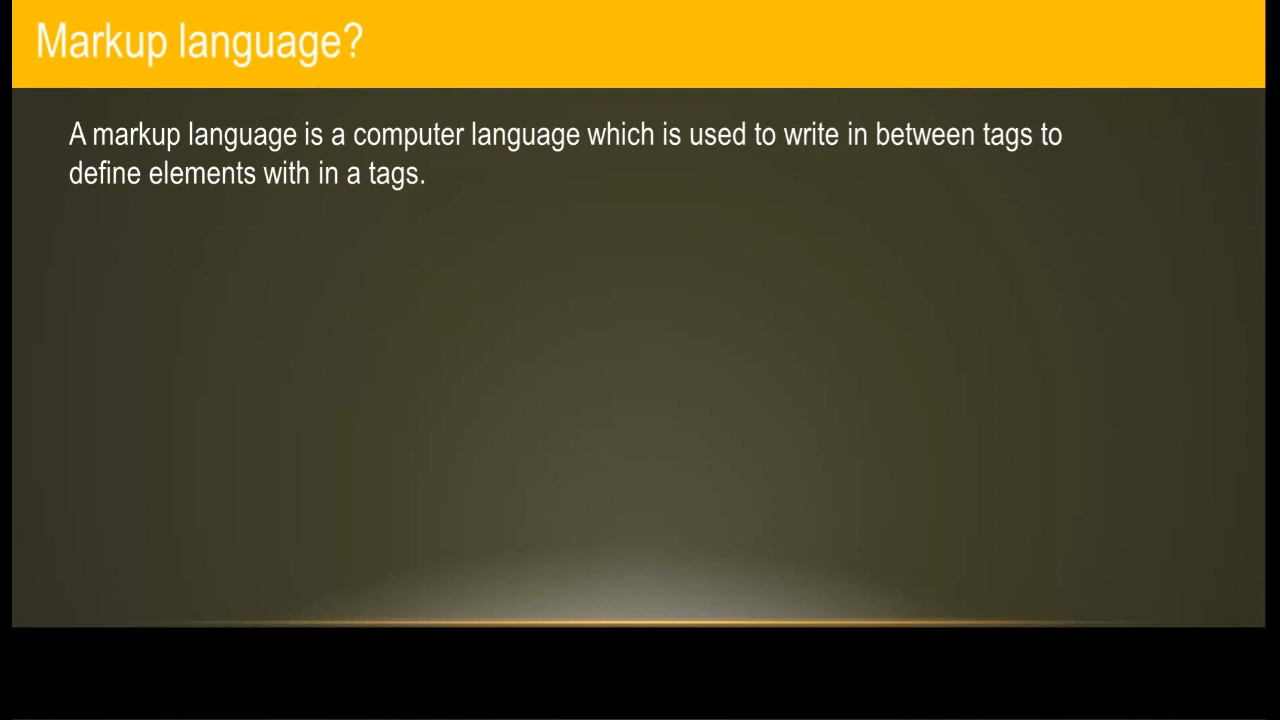 Markup language?
A markup language is a computer language which is used to write in between tags to
define elements with in a tags.